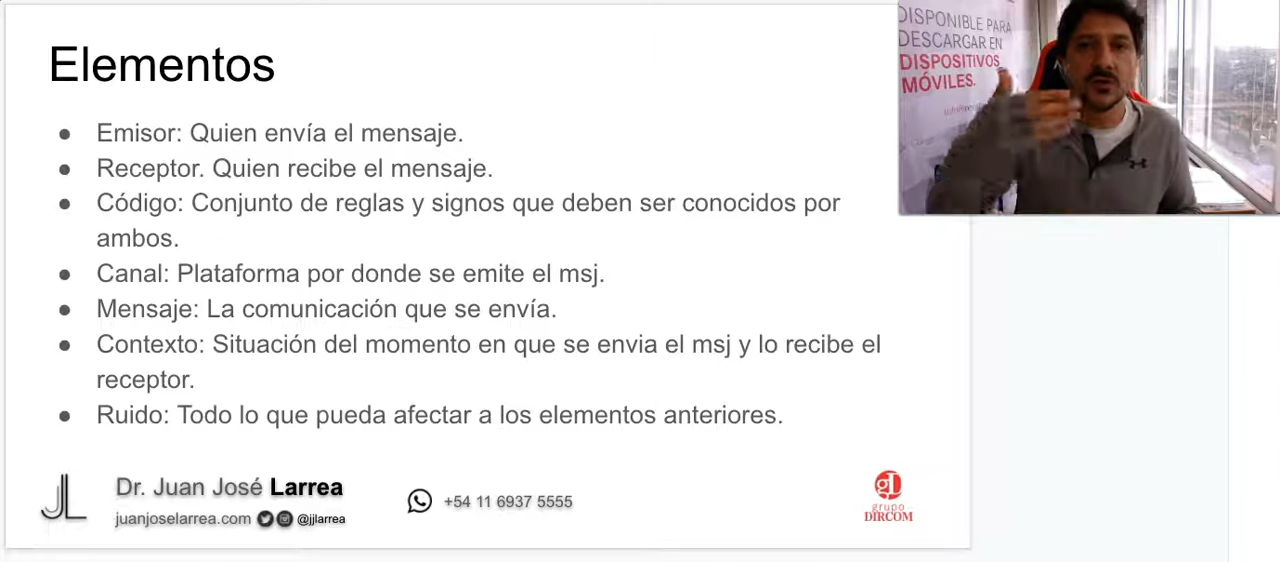 Elementos
● Emisor: Quien envía el mensaje.
● Receptor. Quien recibe el mensaje.
● Código: Conjunto de reglas y signos que deben ser conocidos por
ambos.
● Canal: Plataforma por donde se emite el msj.
● Mensaje: La comunicación que se envía.
● Contexto: Situación del momento en que se envia el msj y lo recibe el
receptor.
● Ruido: Todo lo que pueda afectar a los elementos anteriores.
JL
Dr. Juan José Larrea
juanjoselarrea.com @jjlarrea
+54 11 6937 5555
gL
grupo
DIRCOM
DISPONIBLE PARA
DESCARGAR EN
DISPOSITIVOS
MÓVILES.